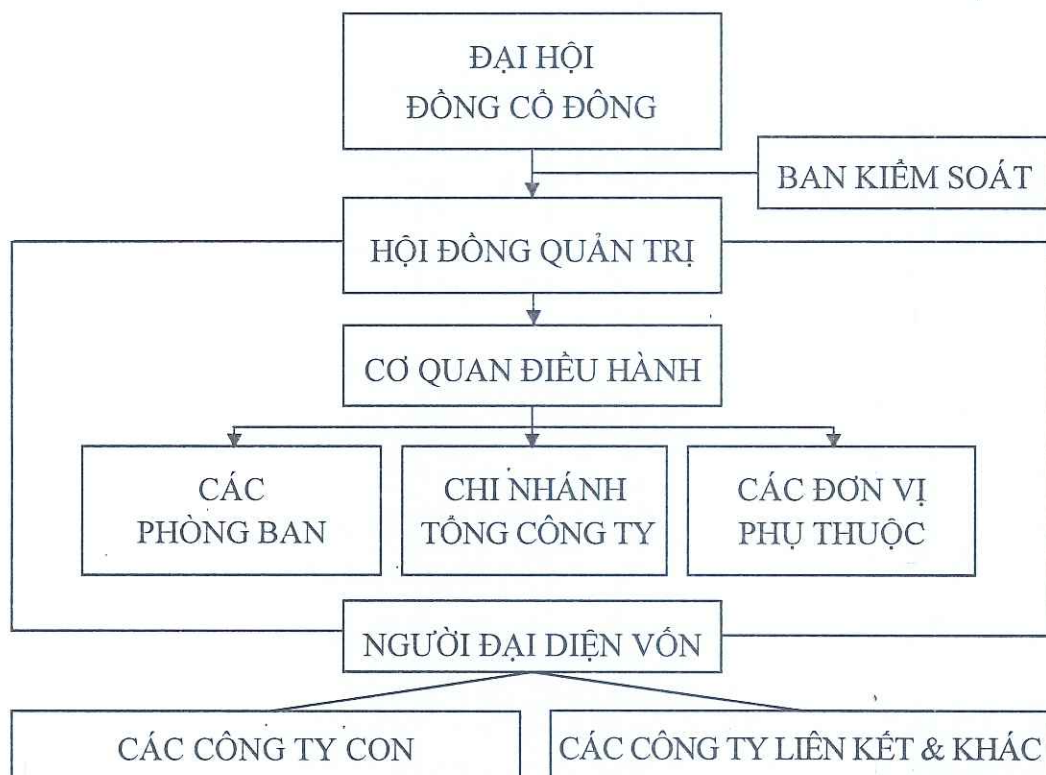 ĐẠI HỘI
ĐỒNG CỔ ĐÔNG
BAN KIỂM SOÁT
HỘI ĐỒNG QUẢN TRỊ
CƠ QUAN ĐIỀU HÀNH
CÁC
PHÒNG BAN
CHI NHÁNH
TỔNG CÔNG TY
CÁC ĐƠN VỊ
PHỤ THUỘC
NGƯỜI ĐẠI DIỆN VỐN
CÁC CÔNG TY CON
CÁC CÔNG TY LIÊN KẾT & KHÁC